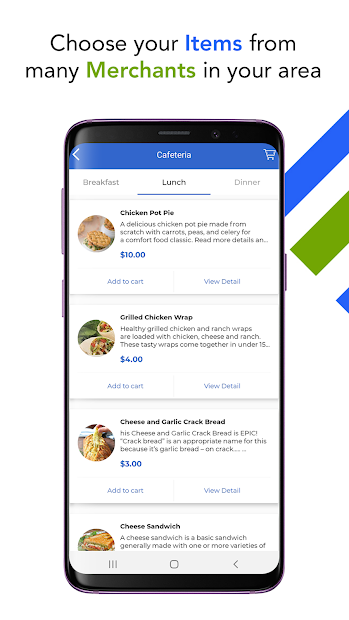 Choose your Items from
many Merchants in your area
Cafeteria
Breakfast
Lunch
Dinner
Chicken Pot Pie
A delicious chicken pot pie made from
scratch with carrots, peas, and celery for
a comfort food classic. Read more details an...
$10.00
Add to cart
View Detail
Grilled Chicken Wrap
Healthy grilled chicken and ranch wraps
are loaded with chicken, cheese and ranch.
These tasty wraps come together in under 15...
$4.00
Add to cart
View Detail
Cheese and Garlic Crack Bread
his Cheese and Garlic Crack Bread is EPIC!
“Crack bread” is an appropriate name for this
because it’s garlic bread – on crack.... ...
$3.00
Add to cart
View Detail
Cheese Sandwich
A cheese sandwich is a basic sandwich
generally made with one or more varieties of